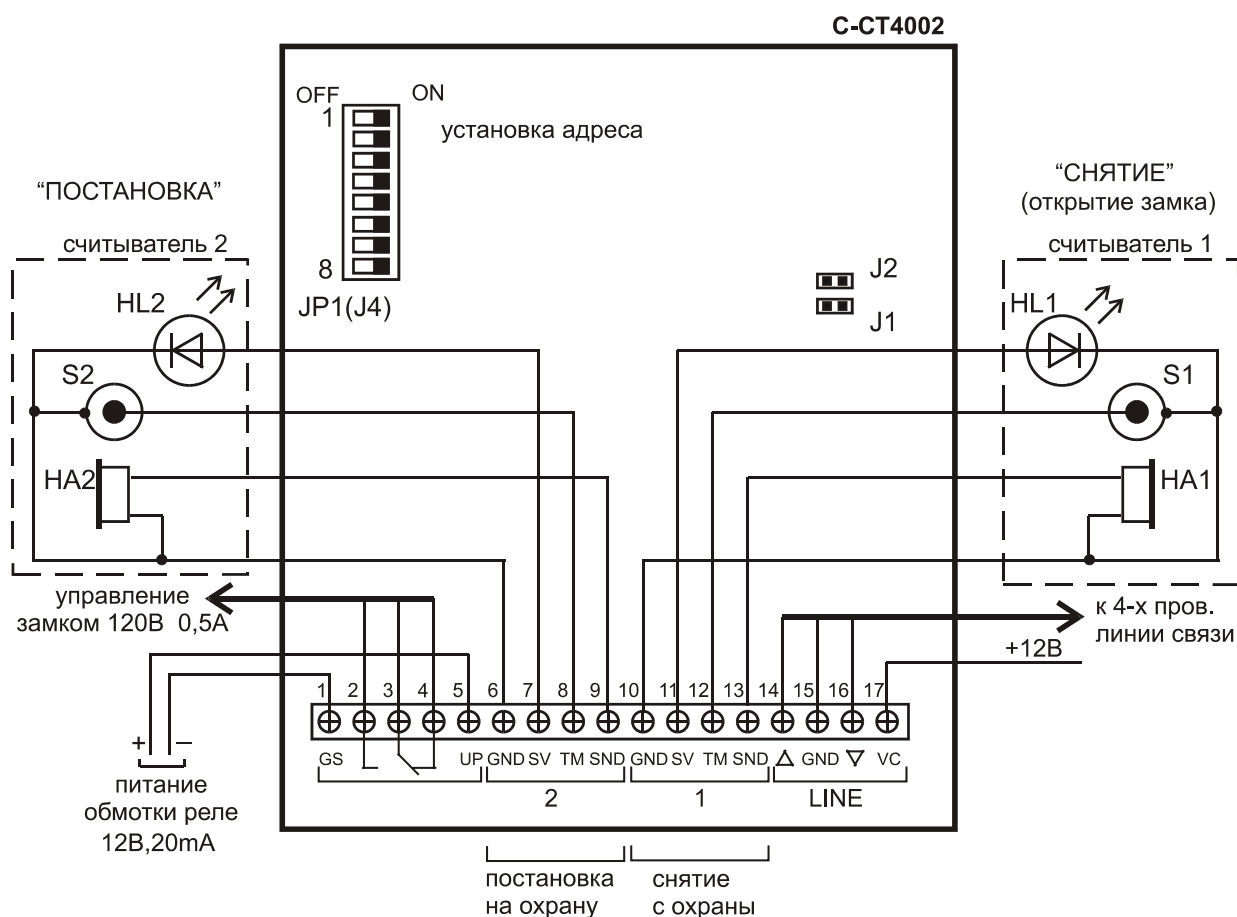 C-CT4002
OFF
ON
1
установка адреса
8
JP1(J4)
J2
J1
“ПОСТАНОВКА”
считыватель 2
HL2
S2
HA2
“СНЯТИЕ”
(открытие замка)
считыватель 1
HL1
S1
HA1
управление
замком 120В 0,5А
к 4-х пров.
линии связи
+12В
1 2 3 4 5 6 7 8 9 10 11 12 13 14 15 16 17
GS UP GND SV TM SND GND SV TM SND GND VC
2 1 LINE
+ –
питание
обмотки реле
12В,20mA
постановка
на охрану
снятие
с охраны